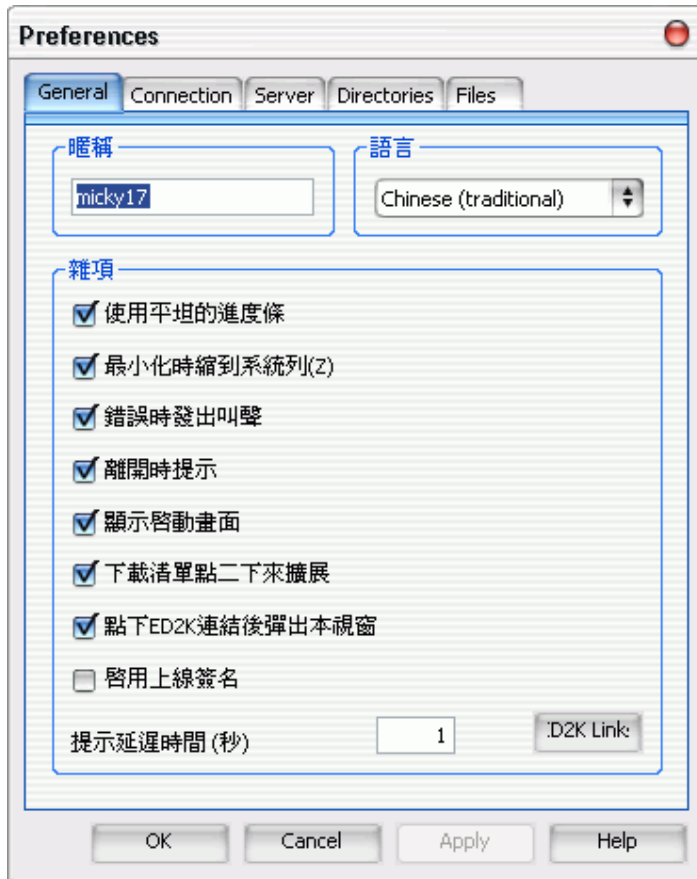 Preferences
General Connection Server Directories Files
暱稱 語言
micky17 Chinese (traditional)
雜項
使用平坦的進度條
最小化時縮到系統列(Z)
錯誤時發出叫聲
離開時提示
顯示啓動畫面
下載清單點二下來擴展
點下ED2K連結後彈出本視窗
啓用上線簽名
提示延遲時間 (秒) 1 :D2K Link:
OK Cancel Apply Help